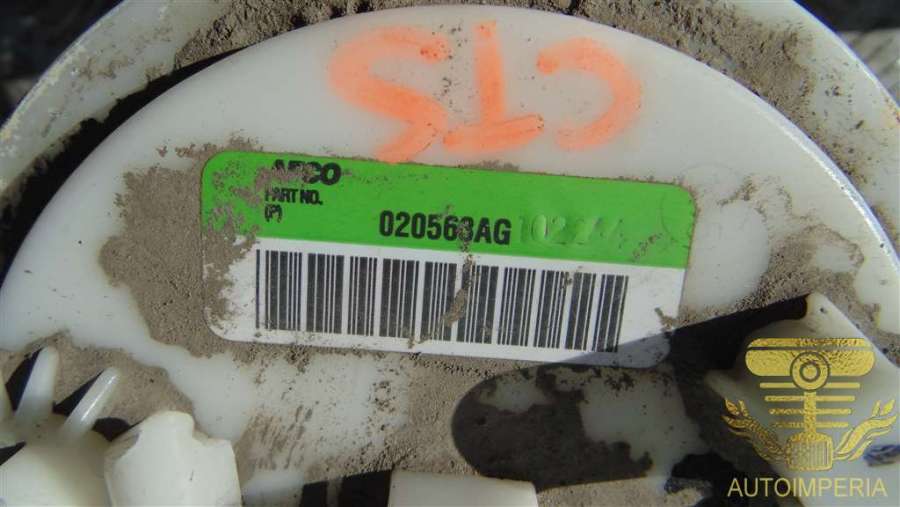 CTS
PART NO.
(P)
020563AG
AUTOIMPERIA